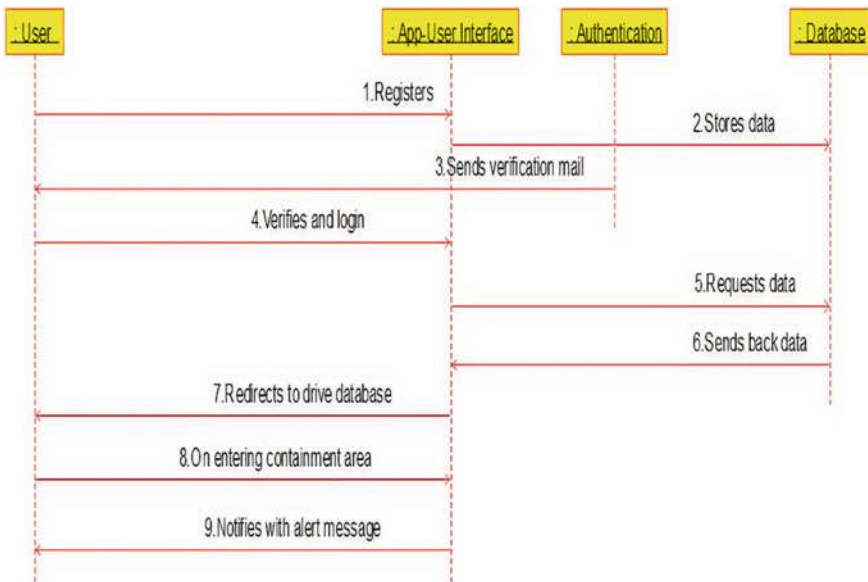 : User
: App-User Interface
: Authentication
: Database
1.Registers
2.Stores data
3.Sends verification mail
4.Verifies and login
5.Requests data
6.Sends back data
7.Redirects to drive database
8.On entering containment area
9.Notifies with alert message